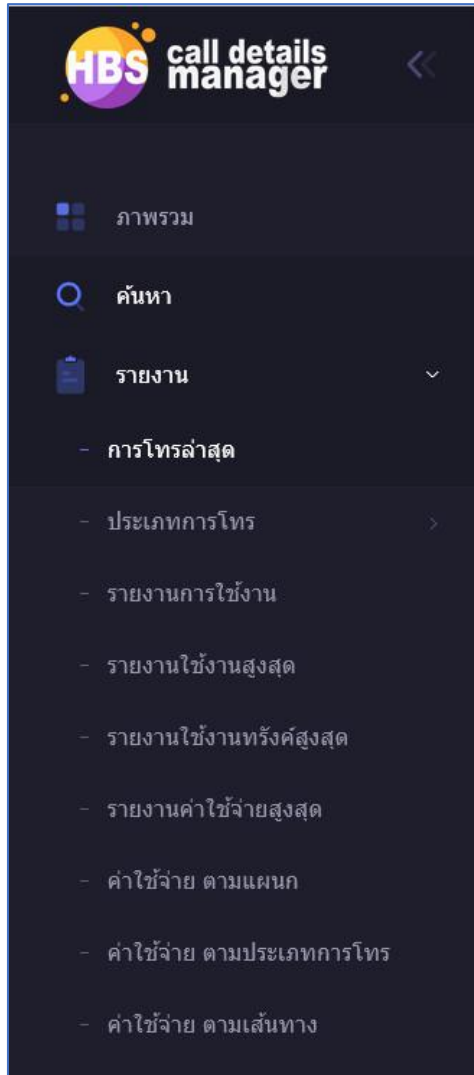 HBS call details
manager
ภาพรวม
ค้นหา
รายงาน
การโทรล่าสุด
ประเภทการโทร
รายงานการใช้งาน
รายงานใช้งานสูงสุด
รายงานใช้งานทรังค์สูงสุด
รายงานค่าใช้จ่ายสูงสุด
ค่าใช้จ่าย ตามแผนก
ค่าใช้จ่าย ตามประเภทการโทร
ค่าใช้จ่าย ตามเส้นทาง